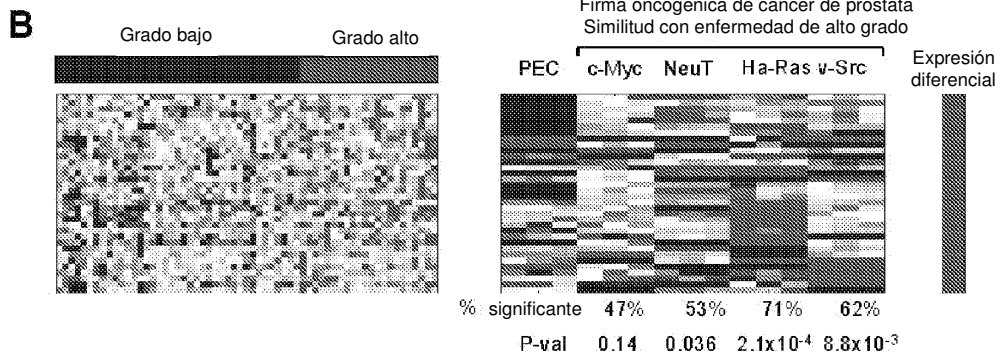 B
Firma oncogénica de cáncer de próstata
Similitud con enfermedad de alto grado
Grado bajo
Grado alto
PEC c-Myc NeuT Ha-Ras v-Src
Expresión
diferencial
% significante 47% 53% 71% 62%
P-val 0.14 0.036 2.1x10⁻⁴ 8.8x10⁻³